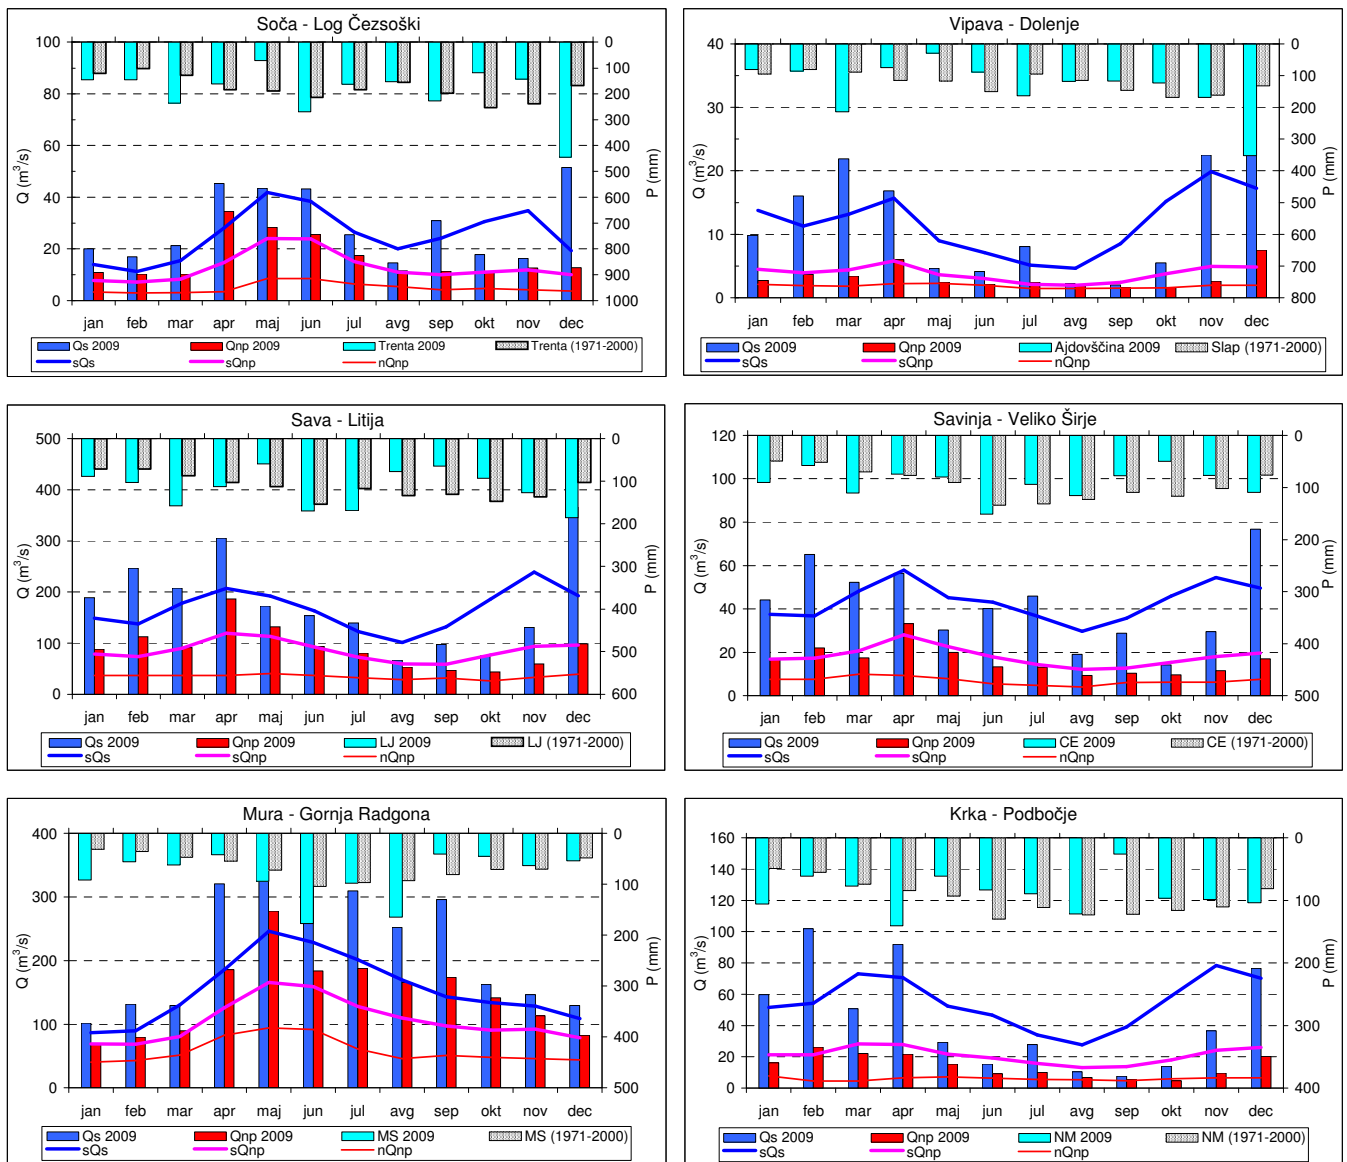 Soča - Log Čezsoški
Q (m³/s)
100
80
60
40
20
0
P (mm)
0
100
200
300
400
500
600
700
800
900
1000
jan feb mar apr maj jun jul avg sep okt nov dec
Qs 2009 Qnp 2009 Trenta 2009 Trenta (1971-2000)
sQs sQnp nQnp
Vipava - Dolenje
Q (m³/s)
40
30
20
10
0
P (mm)
0
100
200
300
400
500
600
700
800
jan feb mar apr maj jun jul avg sep okt nov dec
Qs 2009 Qnp 2009 Ajdovščina 2009 Slap (1971-2000)
sQs sQnp nQnp
Sava - Litija
Q (m³/s)
500
400
300
200
100
0
P (mm)
0
100
200
300
400
500
600
jan feb mar apr maj jun jul avg sep okt nov dec
Qs 2009 Qnp 2009 LJ 2009 LJ (1971-2000)
sQs sQnp nQnp
Savinja - Veliko Širje
Q (m³/s)
120
100
80
60
40
20
0
P (mm)
0
100
200
300
400
500
jan feb mar apr maj jun jul avg sep okt nov dec
Qs 2009 Qnp 2009 CE 2009 CE (1971-2000)
sQs sQnp nQnp
Mura - Gornja Radgona
Q (m³/s)
400
300
200
100
0
P (mm)
0
100
200
300
400
500
jan feb mar apr maj jun jul avg sep okt nov dec
Qs 2009 Qnp 2009 MS 2009 MS (1971-2000)
sQs sQnp nQnp
Krka - Podbočje
Q (m³/s)
160
140
120
100
80
60
40
20
0
P (mm)
0
100
200
300
400
jan feb mar apr maj jun jul avg sep okt nov dec
Qs 2009 Qnp 2009 NM 2009 NM (1971-2000)
sQs sQnp nQnp